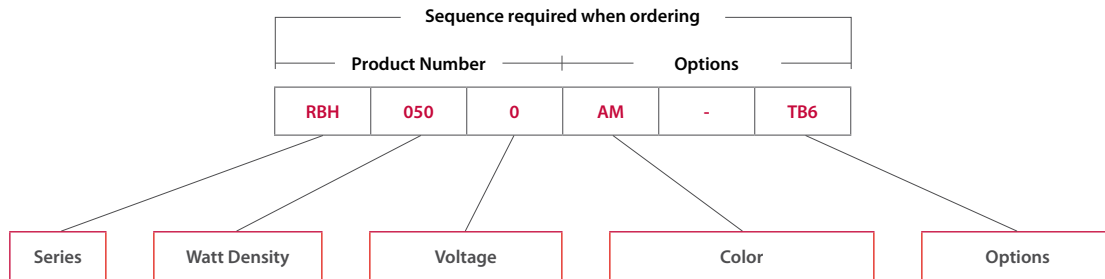 Sequence required when ordering
Product Number Options
RBH 050 0 AM - TB6
Series Watt Density Voltage Color Options